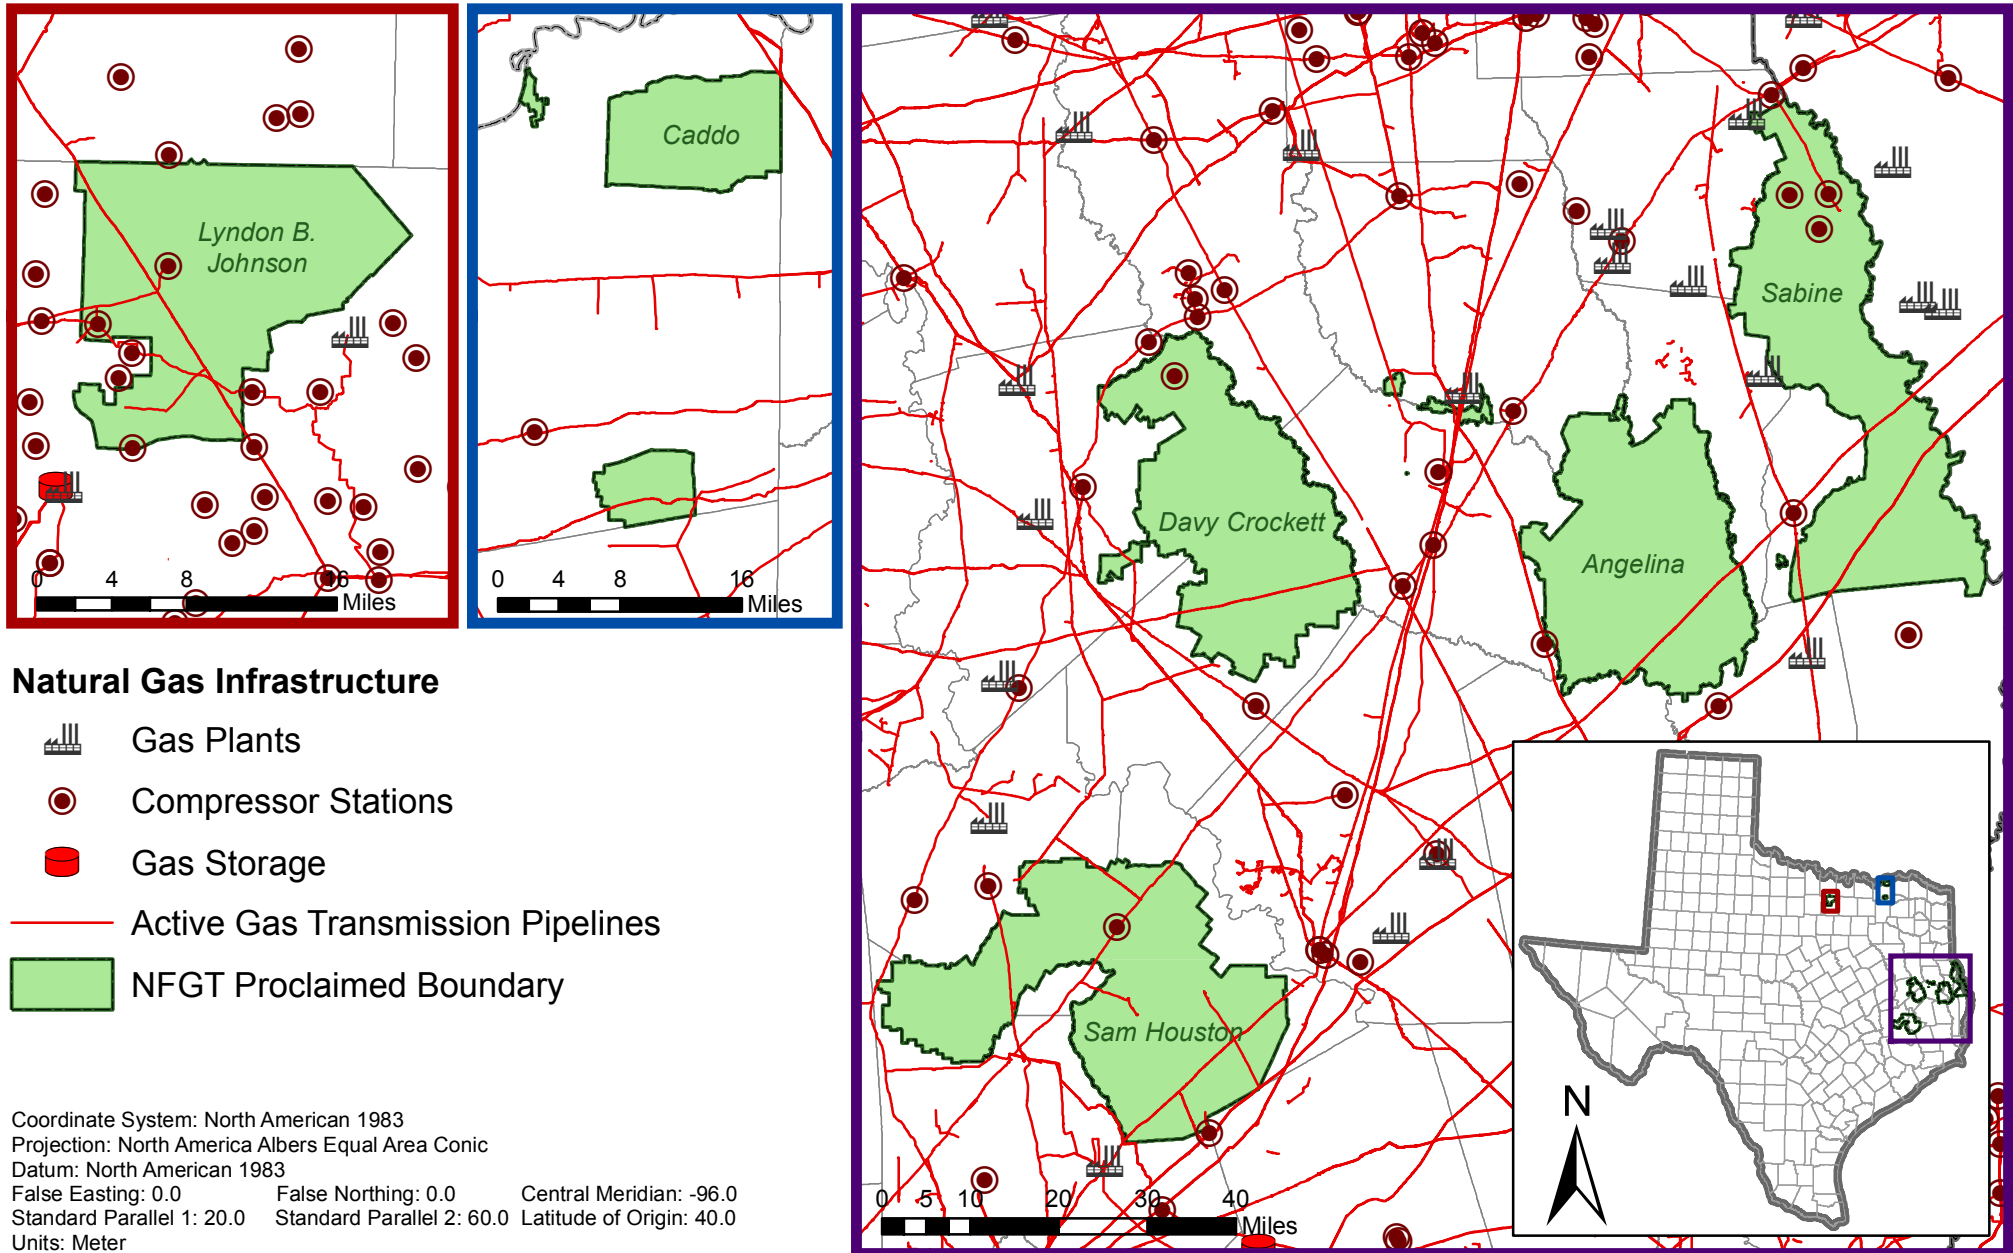 Lyndon B.
Johnson
0 4 8 16
Miles
Caddo
0 4 8 16
Miles
Sabine
Davy Crockett
Angelina
Sam Houston
0 5 10 20 30 40
Miles
N
Natural Gas Infrastructure
Gas Plants
Compressor Stations
Gas Storage
Active Gas Transmission Pipelines
NFGT Proclaimed Boundary
Coordinate System: North American 1983
Projection: North America Albers Equal Area Conic
Datum: North American 1983
False Easting: 0.0 False Northing: 0.0 Central Meridian: -96.0
Standard Parallel 1: 20.0 Standard Parallel 2: 60.0 Latitude of Origin: 40.0
Units: Meter